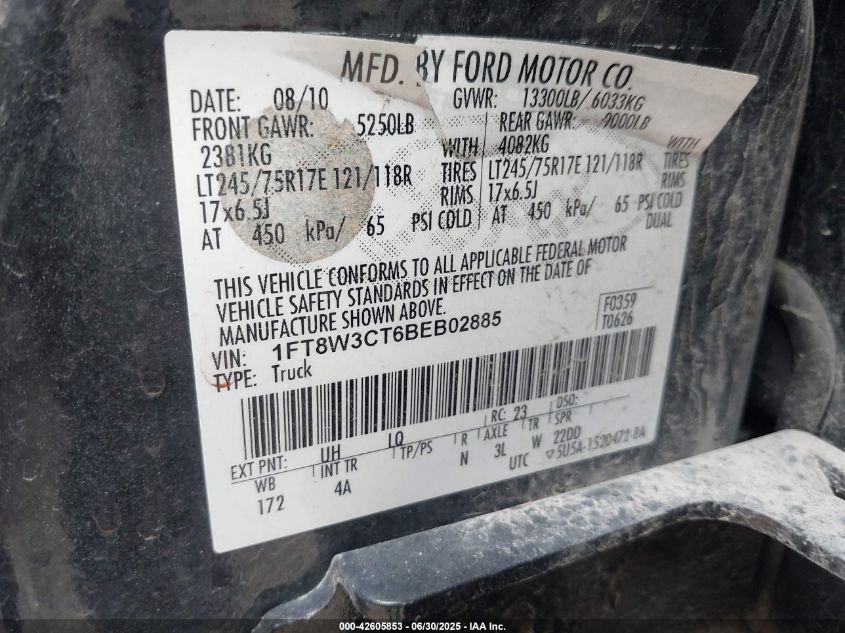 MFD. BY FORD MOTOR CO.
DATE: 08/10 GVWR: 13300LB/ 6033KG
FRONT GAWR: 5250LB REAR GAWR: 9000LB
2381KG WITH 4082KG WITH
LT245/75R17E 121/118R TIRES LT245/75R17E 121/118R TIRES
17x6.5J RIMS 17x6.5J RIMS
AT 450 kPa/ 65 PSI COLD AT 450 kPa/ 65 PSI COLD
DUAL
THIS VEHICLE CONFORMS TO ALL APPLICABLE FEDERAL MOTOR
VEHICLE SAFETY STANDARDS IN EFFECT ON THE DATE OF
MANUFACTURE SHOWN ABOVE.
VIN: 1FT8W3CT6BEB02885 F0359
TYPE: Truck T0626
RC: 23 DSO:
EXT PNT: UH LQ
WB INT TR TP/PS R AXLE TR SPR
172 4A N 3L W 22DD
UTC ▽5U5A-1520472-BA
000-42605853 - 06/30/2025 - IAA Inc.